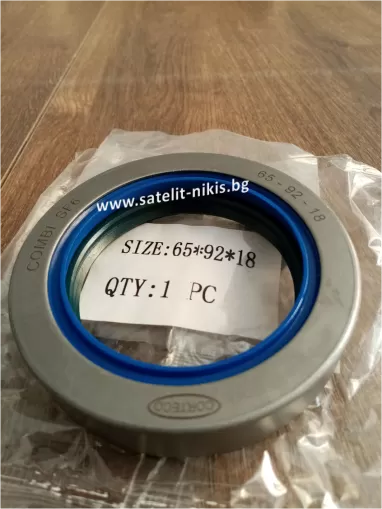 65-92-18
COMBI SF6
www.satelit-nikis.bg
SIZE:65*92*18
QTY:1 PC
CORTECO